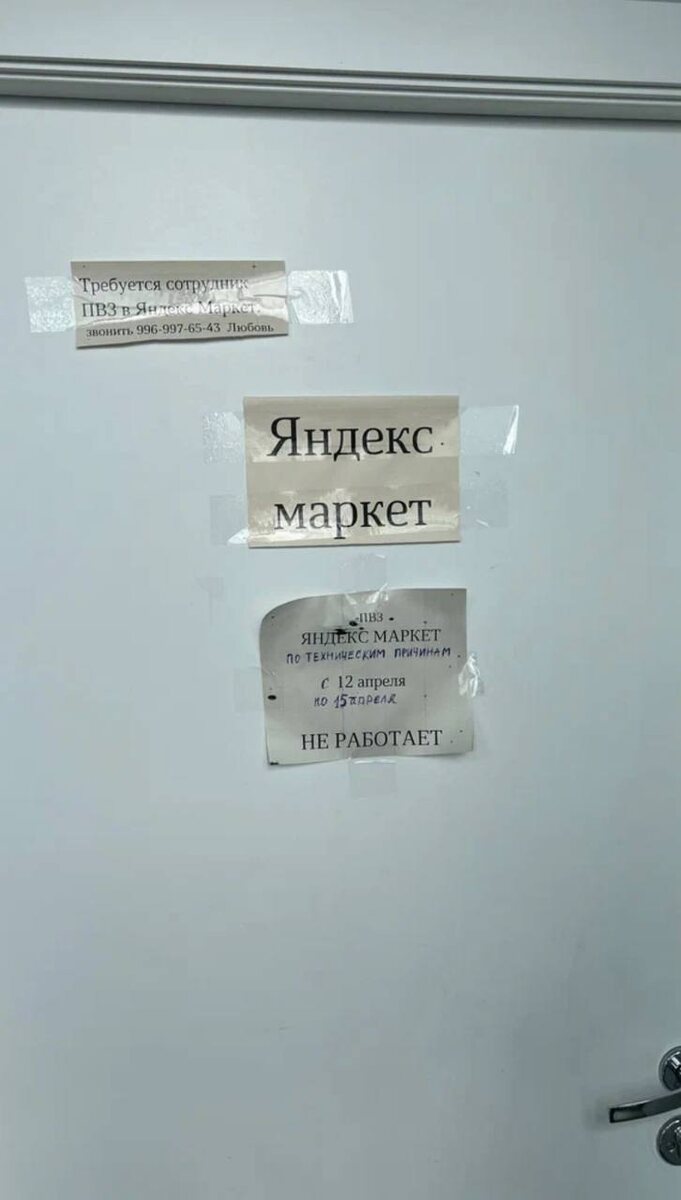 Требуется сотрудник
ПВЗ в Яндекс Маркет,
звонить 996-997-65-43 Любовь
Яндекс
маркет
ПВЗ
ЯНДЕКС МАРКЕТ
ПО ТЕХНИЧЕСКИМ ПРИЧИНАМ
С 12 апреля
ПО 15 АПРЕЛЯ
НЕ РАБОТАЕТ